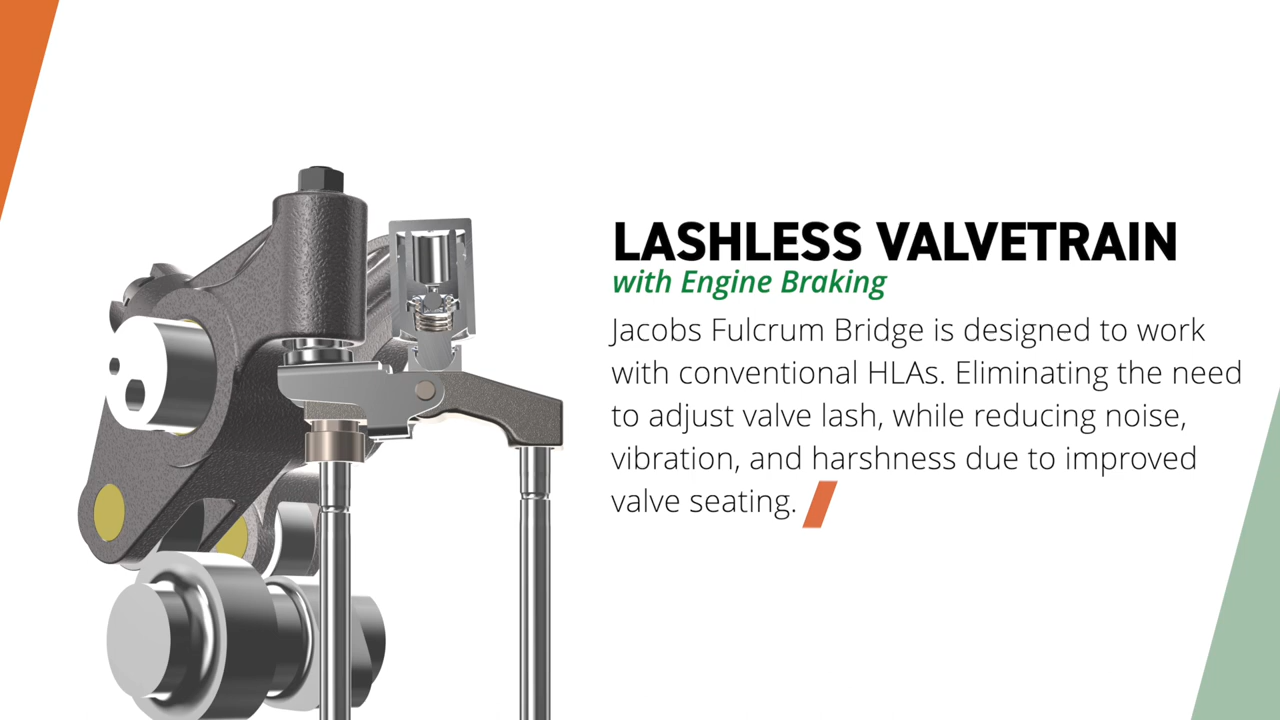 LASHLESS VALVETRAIN
with Engine Braking
Jacobs Fulcrum Bridge is designed to work
with conventional HLAs. Eliminating the need
to adjust valve lash, while reducing noise,
vibration, and harshness due to improved
valve seating.